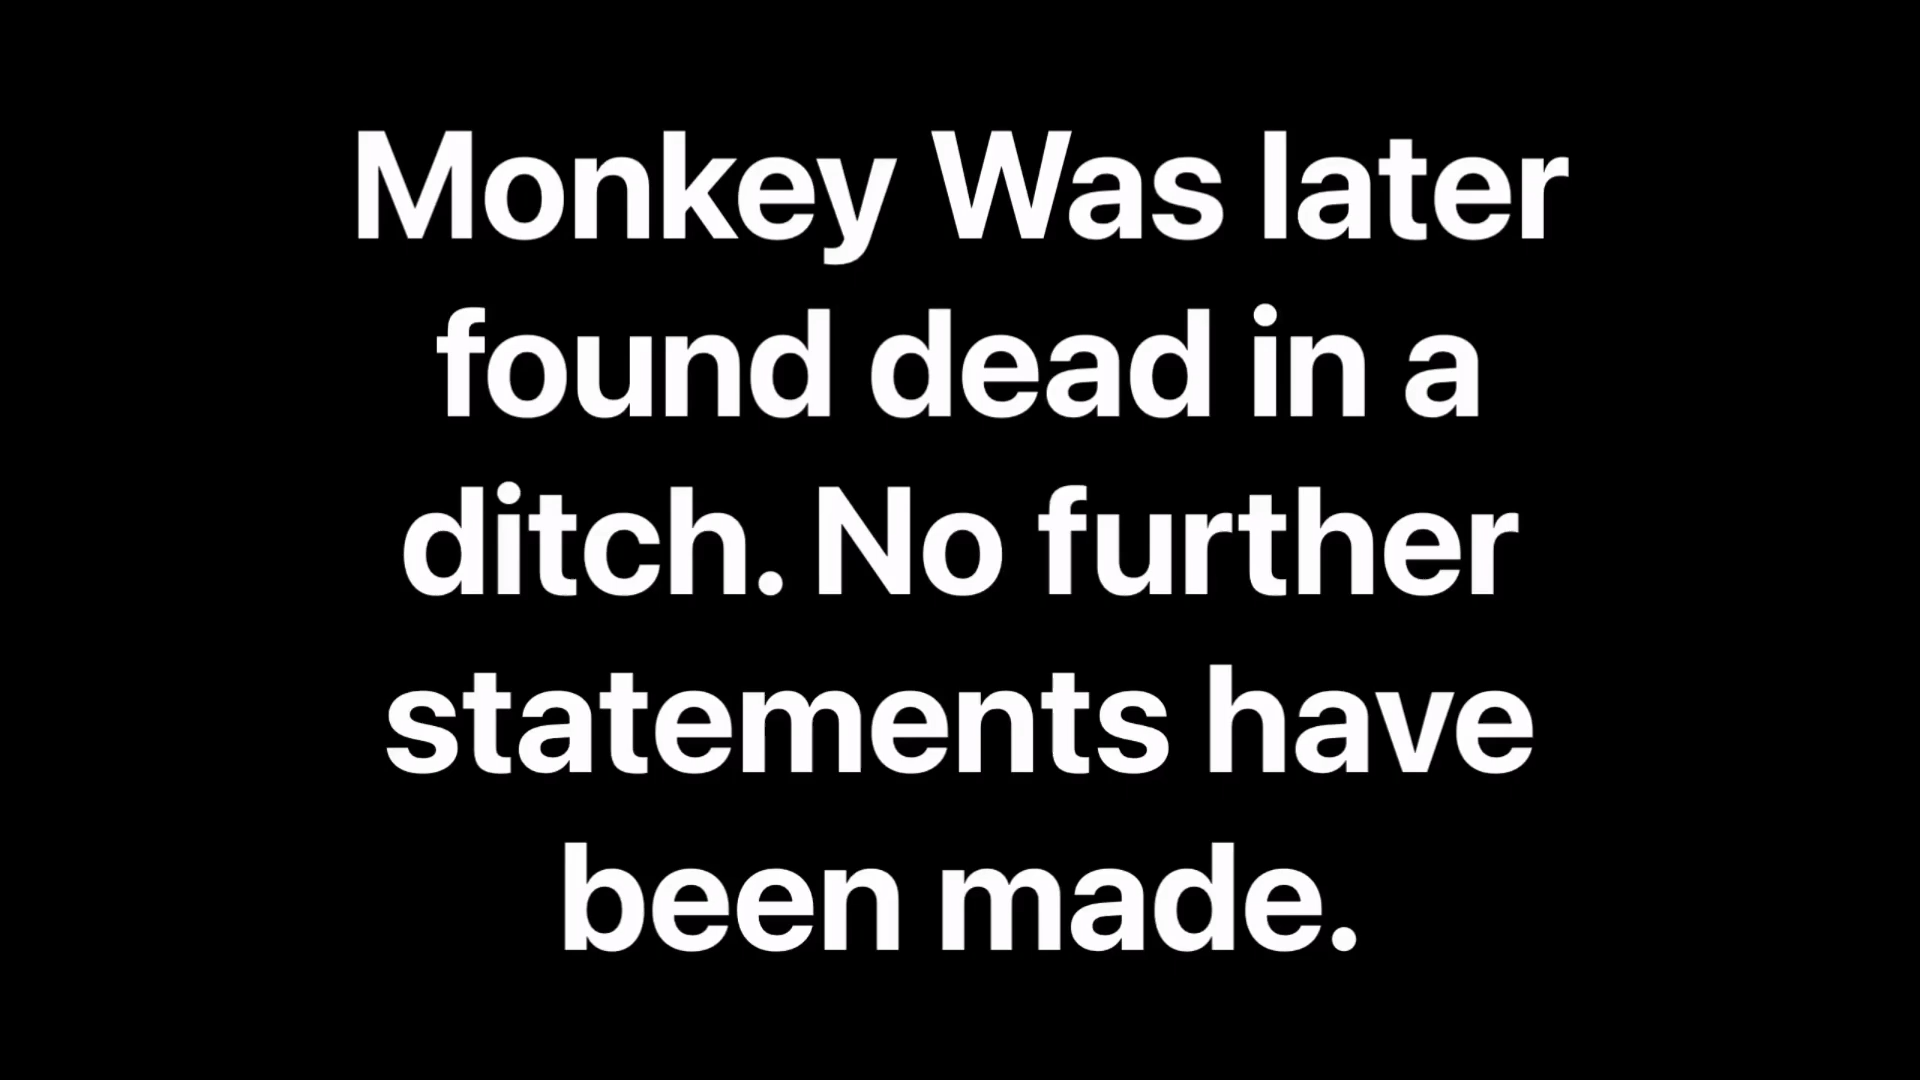 Monkey Was later
found dead in a
ditch. No further
statements have
been made.